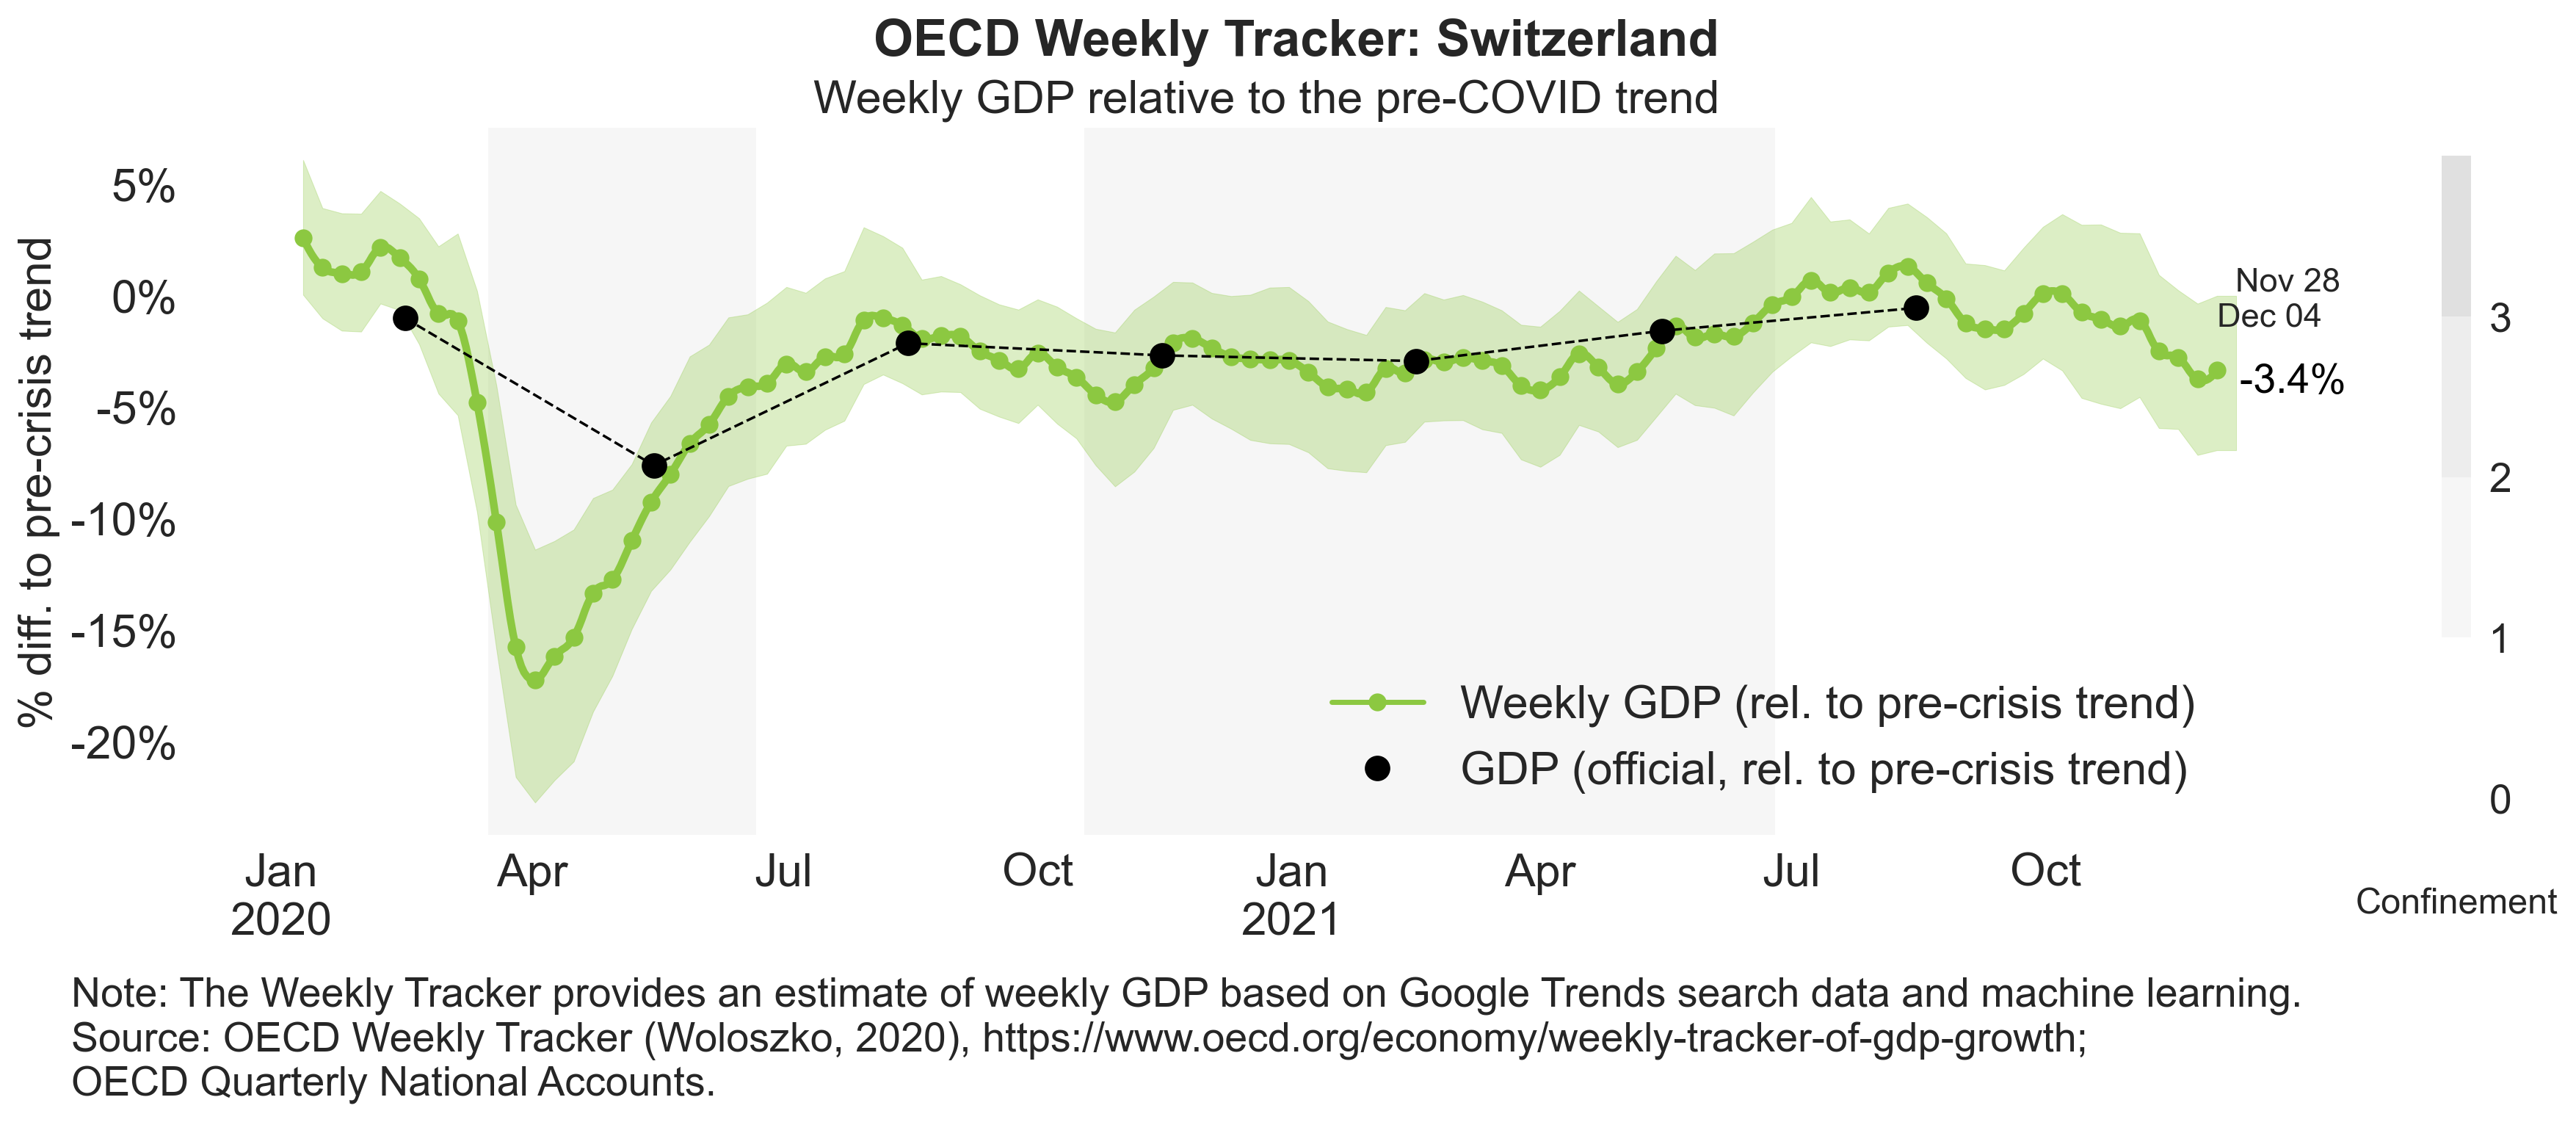 OECD Weekly Tracker: Switzerland
Weekly GDP relative to the pre-COVID trend
% diff. to pre-crisis trend
5%
0%
-5%
-10%
-15%
-20%
Nov 28
Dec 04
-3.4%
Weekly GDP (rel. to pre-crisis trend)
GDP (official, rel. to pre-crisis trend)
3
2
1
0
Confinement
Jan Apr Jul Oct Jan Apr Jul Oct
2020 2021
Note: The Weekly Tracker provides an estimate of weekly GDP based on Google Trends search data and machine learning.
Source: OECD Weekly Tracker (Woloszko, 2020), https://www.oecd.org/economy/weekly-tracker-of-gdp-growth;
OECD Quarterly National Accounts.